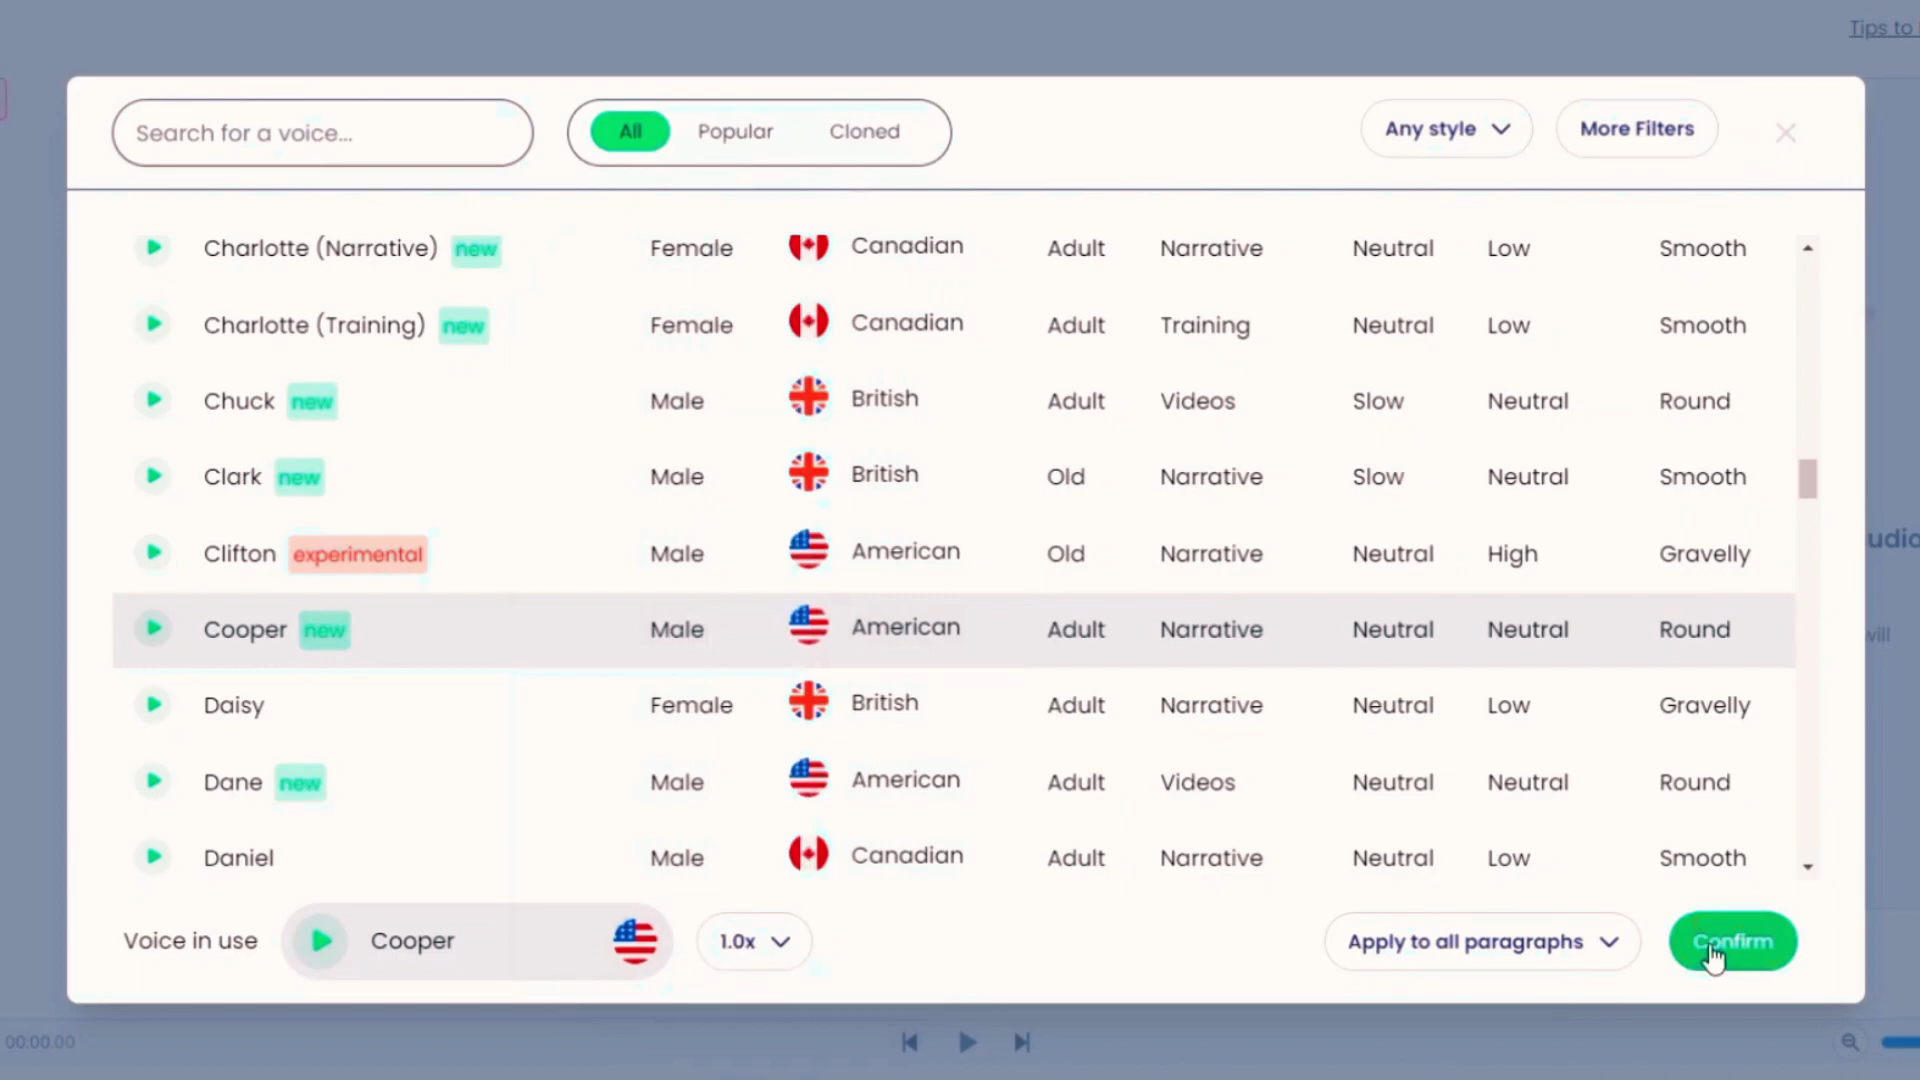 Tips to
Search for a voice...
All Popular Cloned
Any style
More Filters
Charlotte (Narrative) new Female Canadian Adult Narrative Neutral Low Smooth
Charlotte (Training) new Female Canadian Adult Training Neutral Low Smooth
Chuck new Male British Adult Videos Slow Neutral Round
Clark new Male British Old Narrative Slow Neutral Smooth
Clifton experimental Male American Old Narrative Neutral High Gravelly
udio
Cooper new Male American Adult Narrative Neutral Neutral Round
will
Daisy Female British Adult Narrative Neutral Low Gravelly
Dane new Male American Adult Videos Neutral Neutral Round
Daniel Male Canadian Adult Narrative Neutral Low Smooth
Voice in use Cooper 1.0x Apply to all paragraphs Confirm
00:00.00